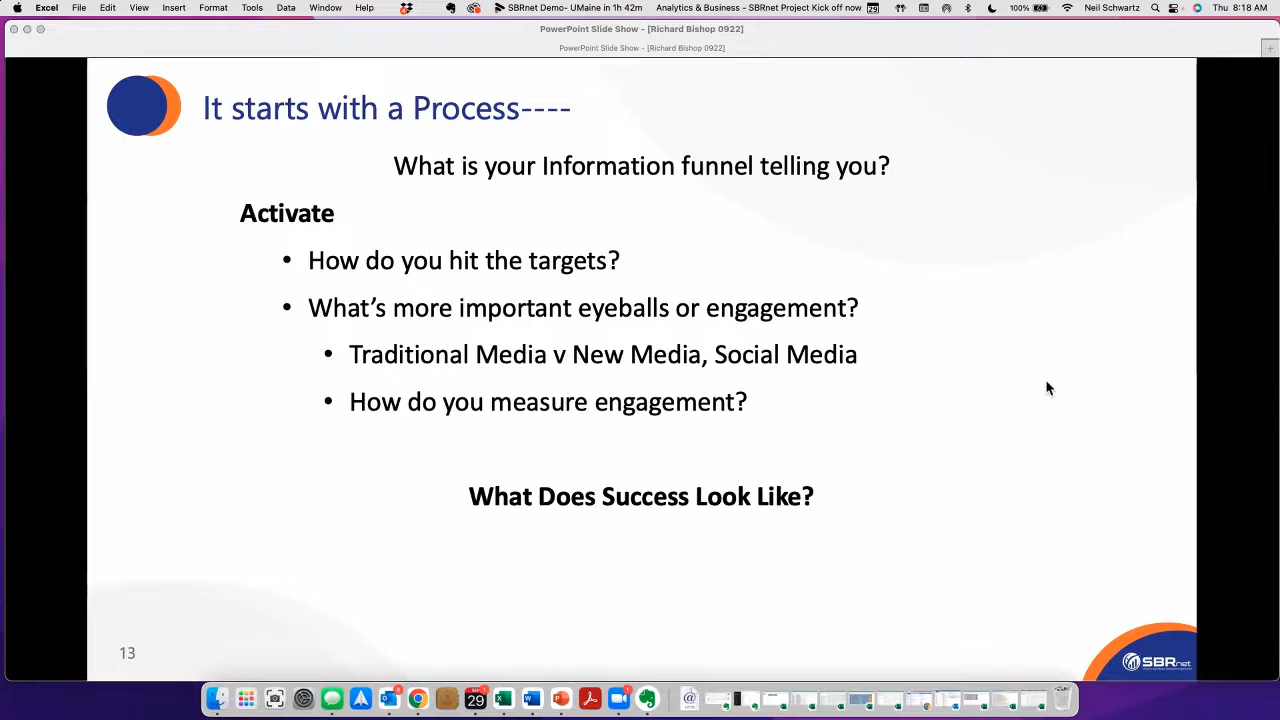 Excel File Edit View Insert Format Tools Data Window Help SBRnet Demo- UMaine in 1h 42m Analytics & Business - SBRnet Project Kick off now 29 100% Neil Schwartz Thu 8:18 AM
PowerPoint Slide Show - [Richard Bishop 0922]
PowerPoint Slide Show - [Richard Bishop 0922]
It starts with a Process----
What is your Information funnel telling you?
Activate
• How do you hit the targets?
• What’s more important eyeballs or engagement?
• Traditional Media v New Media, Social Media
• How do you measure engagement?
What Does Success Look Like?
13
SBRnet
29